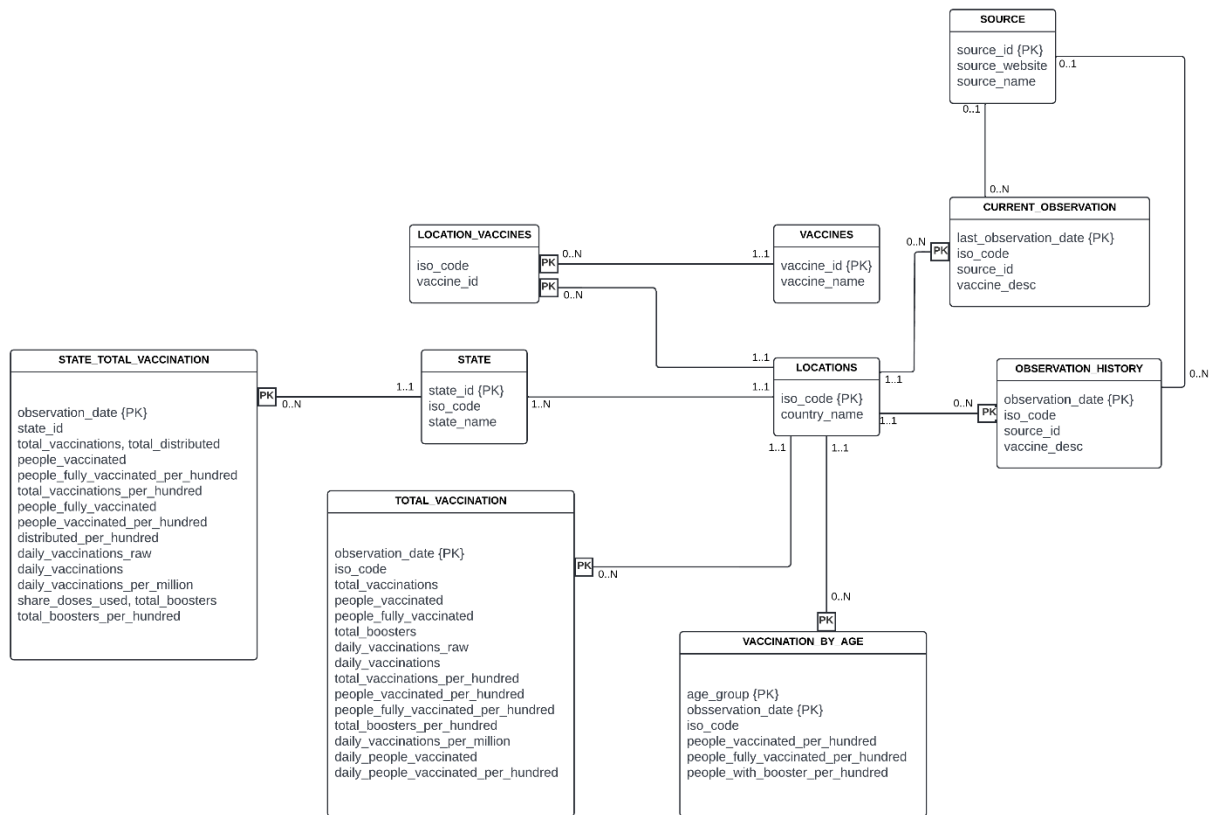 SOURCE
source_id {PK}
source_website
source_name
0..1
0..1
0..N
CURRENT_OBSERVATION
last_observation_date {PK}
iso_code
source_id
vaccine_desc
0..N
PK
LOCATION_VACCINES
iso_code
vaccine_id
PK
0..N
1..1
PK
0..N
VACCINES
vaccine_id {PK}
vaccine_name
STATE_TOTAL_VACCINATION
observation_date {PK}
state_id
total_vaccinations, total_distributed
people_vaccinated
people_fully_vaccinated_per_hundred
total_vaccinations_per_hundred
people_fully_vaccinated
people_vaccinated_per_hundred
distributed_per_hundred
daily_vaccinations_raw
daily_vaccinations
daily_vaccinations_per_million
share_doses_used, total_boosters
total_boosters_per_hundred
PK
0..N
1..1
STATE
state_id {PK}
iso_code
state_name
1..N
1..1
1..1
LOCATIONS
iso_code {PK}
country_name
1..1
1..1
0..N
PK
OBSERVATION_HISTORY
observation_date {PK}
iso_code
source_id
vaccine_desc
0..N
1..1
1..1
TOTAL_VACCINATION
observation_date {PK}
iso_code
total_vaccinations
people_vaccinated
people_fully_vaccinated
total_boosters
daily_vaccinations_raw
daily_vaccinations
total_vaccinations_per_hundred
people_vaccinated_per_hundred
people_fully_vaccinated_per_hundred
total_boosters_per_hundred
daily_vaccinations_per_million
daily_people_vaccinated
daily_people_vaccinated_per_hundred
PK
0..N
0..N
PK
VACCINATION_BY_AGE
age_group {PK}
obsservation_date {PK}
iso_code
people_vaccinated_per_hundred
people_fully_vaccinated_per_hundred
people_with_booster_per_hundred